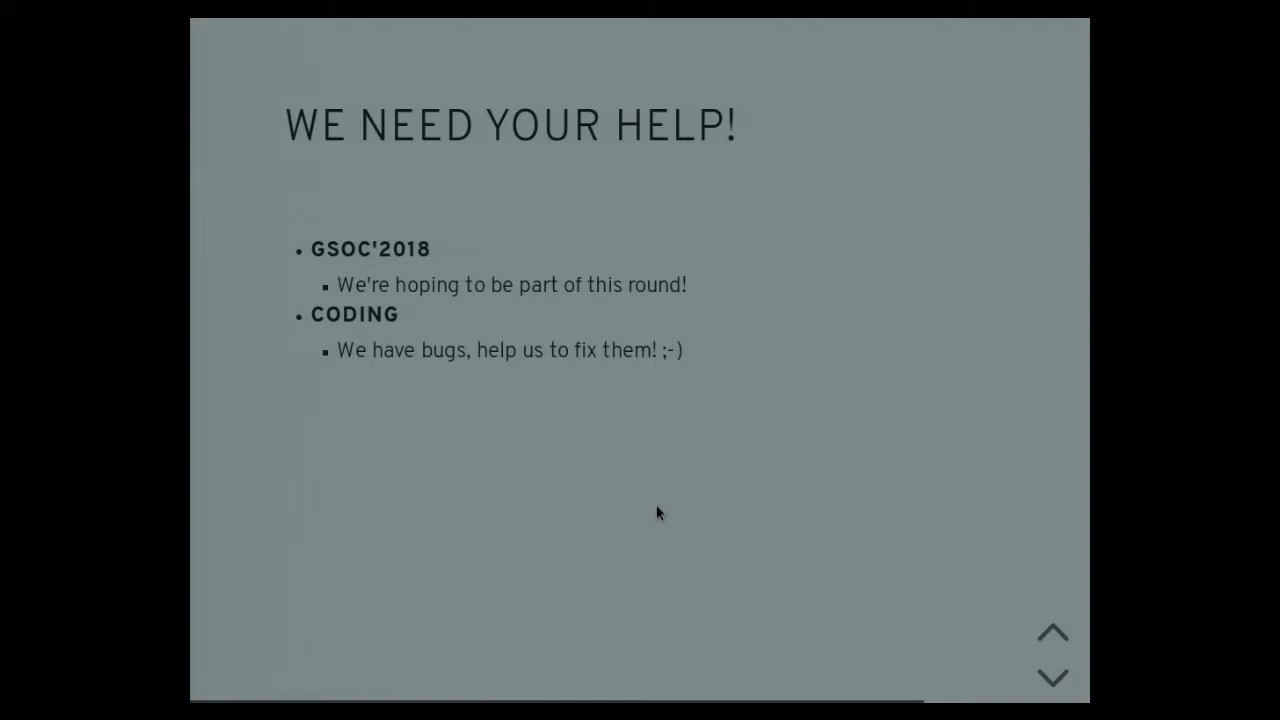 WE NEED YOUR HELP!
GSOC'2018
We're hoping to be part of this round!
CODING
We have bugs, help us to fix them! ;-)